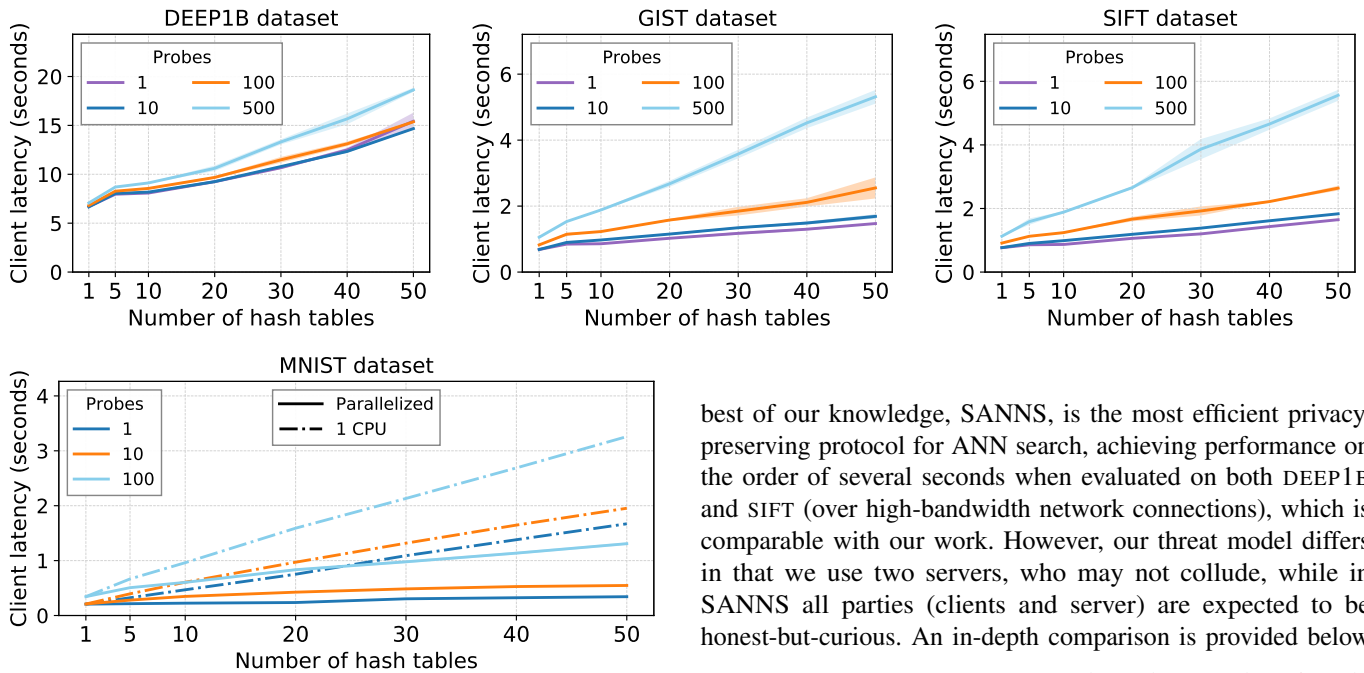 DEEP1B dataset
Client latency (seconds)
20
15
10
5
0
Probes
1
100
10
500
1 5 10 20 30 40 50
Number of hash tables
GIST dataset
Client latency (seconds)
6
4
2
0
Probes
1
100
10
500
1 5 10 20 30 40 50
Number of hash tables
SIFT dataset
Client latency (seconds)
6
4
2
0
Probes
1
100
10
500
1 5 10 20 30 40 50
Number of hash tables
MNIST dataset
Client latency (seconds)
4
3
2
1
0
Probes
1
10
100
Parallelized
1 CPU
1 5 10 20 30 40 50
Number of hash tables
best of our knowledge, SANNS, is the most efficient privacy
preserving protocol for ANN search, achieving performance on
the order of several seconds when evaluated on both DEEP1B
and SIFT (over high-bandwidth network connections), which is
comparable with our work. However, our threat model differs
in that we use two servers, who may not collude, while in
SANNS all parties (clients and server) are expected to be
honest-but-curious. An in-depth comparison is provided below